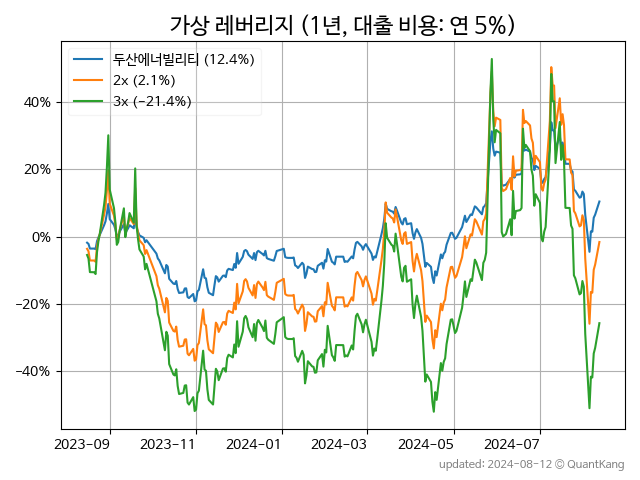 가상 레버리지 (1년, 대출 비용: 연 5%)
두산에너빌리티 (12.4%)
2x (2.1%)
3x (−21.4%)
40%
20%
0%
−20%
−40%
2023-09
2023-11
2024-01
2024-03
2024-05
2024-07
updated: 2024-08-12 © QuantKang